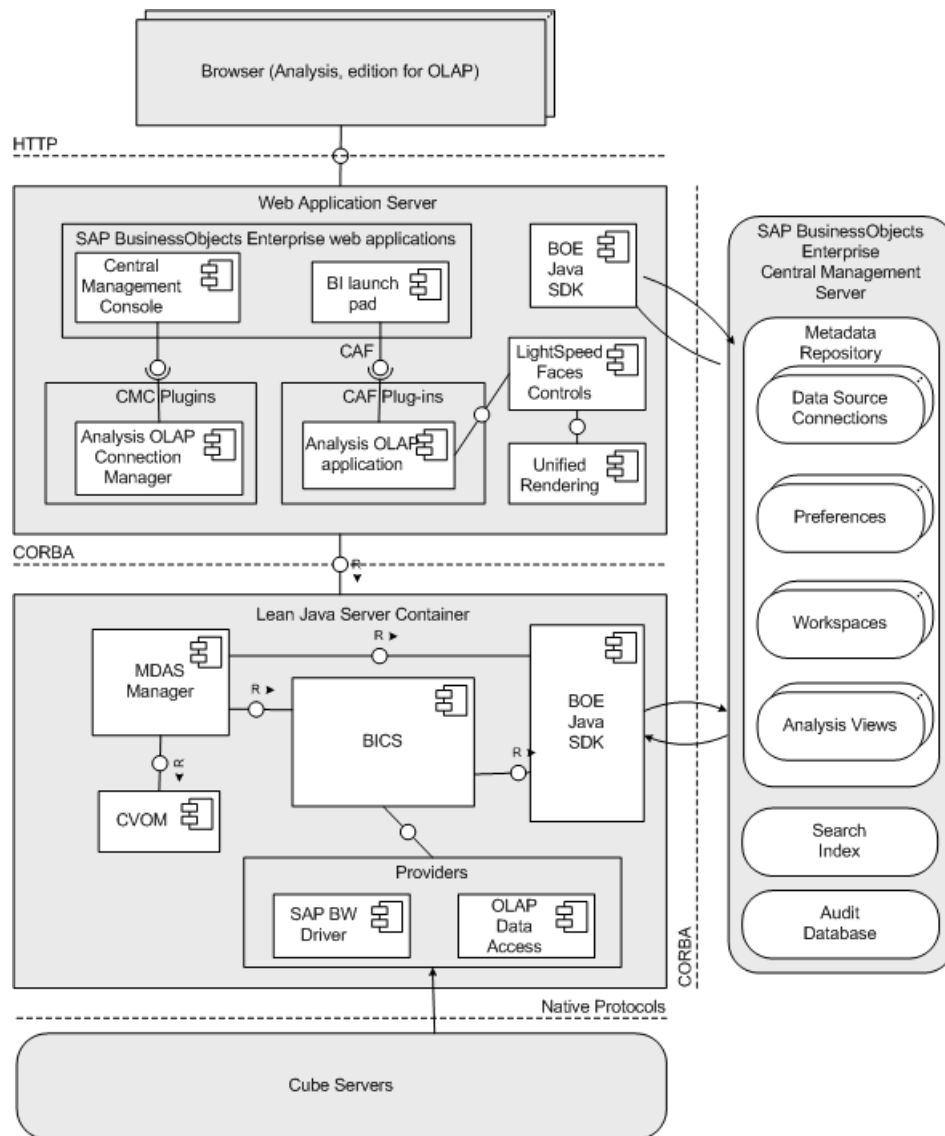 Browser (Analysis, edition for OLAP)
HTTP
Web Application Server
SAP BusinessObjects Enterprise web applications
Central
Management
Console
BI launch
pad
BOE
Java
SDK
CAF
LightSpeed
Faces
Controls
CMC Plugins
CAF Plug-ins
Analysis OLAP
Connection
Manager
Analysis OLAP
application
Unified
Rendering
CORBA
R
Lean Java Server Container
MDAS
Manager
R
R
BICS
BOE
Java
SDK
R
R
CVOM
Providers
SAP BW
Driver
OLAP
Data
Access
CORBA
Native Protocols
Cube Servers
SAP BusinessObjects
Enterprise
Central Management
Server
Metadata
Repository
Data Source
Connections
Preferences
Workspaces
Analysis Views
Search
Index
Audit
Database